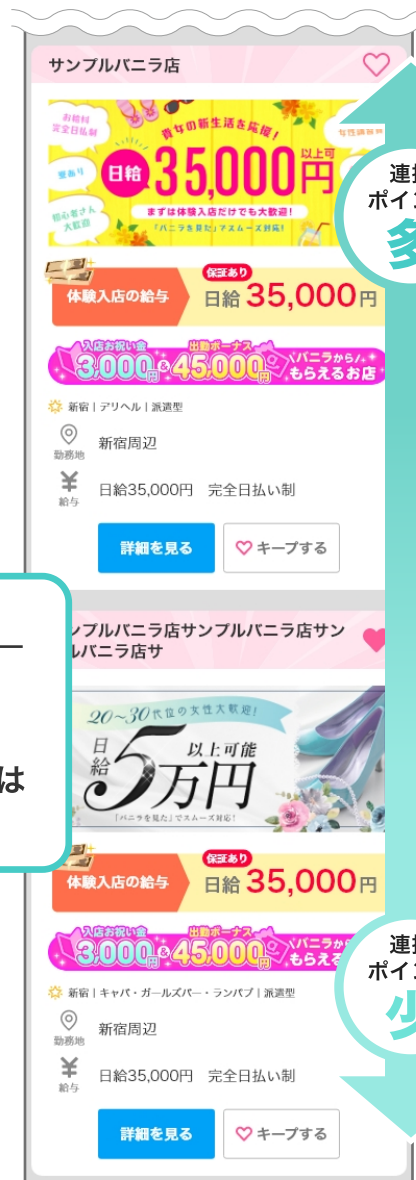 サンプルバニラ店
お給料
完全日払制
寮あり
初心者さん
大歓迎
青年の新生活を応援!
日給35,000円以上可
まずは体験入店だけでも大歓迎!
「バニラを見た」でスムーズ対応!
保証あり
体験入店の給与
日給 35,000円
入店お祝い金
3,000円
&
出勤ボーナス
45,000円
バニラから
もらえるお店
新宿 | デリヘル | 派遣型
勤務地
新宿周辺
給与
日給35,000円 完全日払い制
詳細を見る
キープする
ポイン
多
ンプルバニラ店サンプルバニラ店サン
ルバニラ店サ
20~30代位の女性大歓迎!
日給5万円以上可能
「バニラを見た」でスムーズ対応!
は
保証あり
体験入店の給与
日給 35,000円
入店お祝い金
3,000円
&
出勤ボーナス
45,000円
バニラか
もらえる
新宿 | キャバ・ガールズバー・ランパブ | 派遣型
勤務地
新宿周辺
給与
日給35,000円 完全日払い制
詳細を見る
キープする
ポイン
少